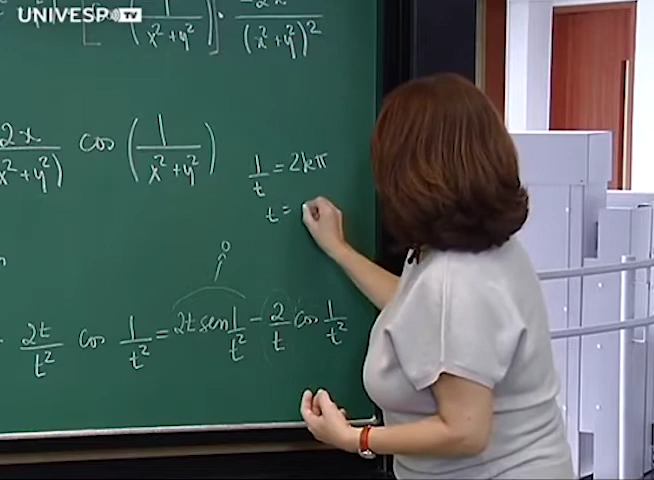 UNIVESP TV
[ (1/(x²+y²)) ] · -2x/(x²+y²)²
2x/(x²+y²) cos (1/(x²+y²))
1/t = 2kπ
t =
0
- 2t/t² cos 1/t² = 2t sen 1/t² - 2/t cos 1/t²